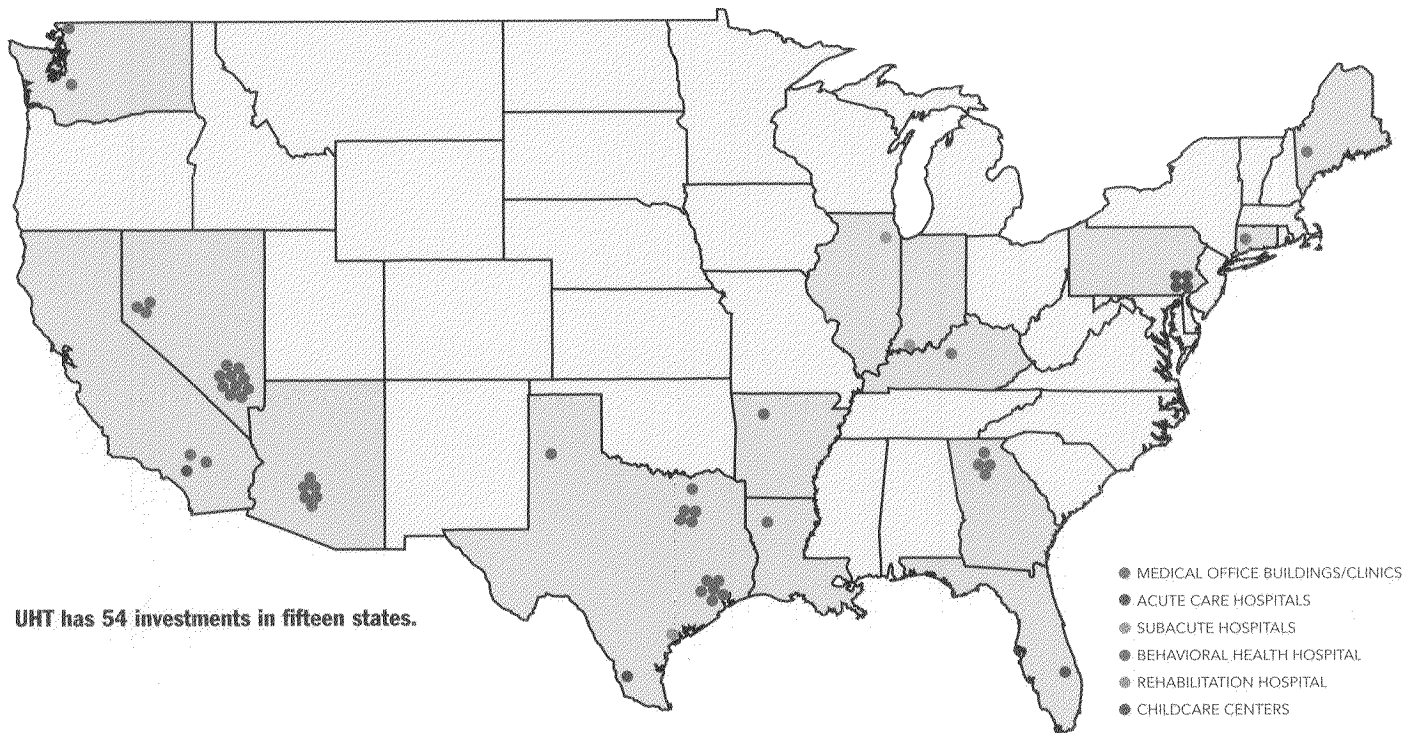 UHT has 54 investments in fifteen states.
MEDICAL OFFICE BUILDINGS/CLINICS
ACUTE CARE HOSPITALS
SUBACUTE HOSPITALS
BEHAVIORAL HEALTH HOSPITAL
REHABILITATION HOSPITAL
CHILDCARE CENTERS